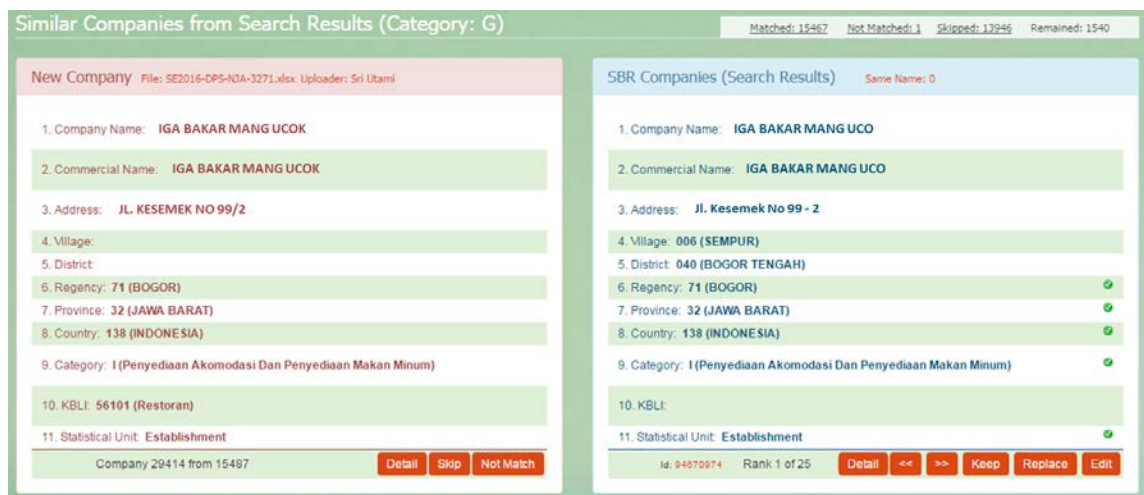 Similar Companies from Search Results (Category: G)
Matched: 15467 Not Matched: 1 Skipped: 13946 Remained: 1540
New Company File: SE2016-DPS-NJA-3271.xlsx Uploader: Sri Utami
1. Company Name: IGA BAKAR MANG UCOK
2. Commercial Name: IGA BAKAR MANG UCOK
3. Address: JL. KESEMEK NO 99/2
4. Village:
5. District:
6. Regency: 71 (BOGOR)
7. Province: 32 (JAWA BARAT)
8. Country: 138 (INDONESIA)
9. Category: I (Penyediaan Akomodasi Dan Penyediaan Makan Minum)
10. KBLI: 56101 (Restoran)
11. Statistical Unit: Establishment
Company 29414 from 15487 Detail Skip Not Match
SBR Companies (Search Results) Same Name: 0
1. Company Name: IGA BAKAR MANG UCO
2. Commercial Name: IGA BAKAR MANG UCO
3. Address: Jl. Kesemek No 99 - 2
4. Village: 006 (SEMPUR)
5. District: 040 (BOGOR TENGAH)
6. Regency: 71 (BOGOR)
7. Province: 32 (JAWA BARAT)
8. Country: 138 (INDONESIA)
9. Category: I (Penyediaan Akomodasi Dan Penyediaan Makan Minum)
10. KBLI:
11. Statistical Unit: Establishment
Id: 94670974 Rank 1 of 25 Detail << >> Keep Replace Edit